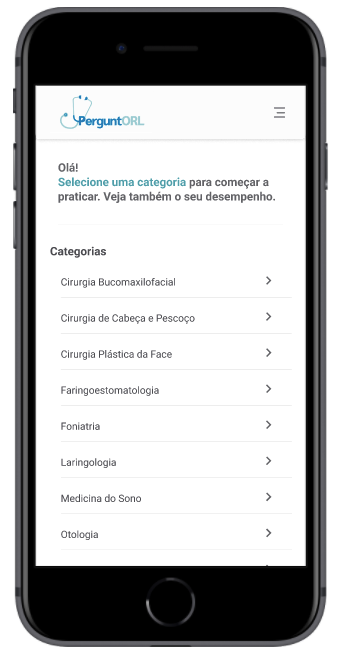 PerguntORL
Olá!
Selecione uma categoria para começar a
praticar. Veja também o seu desempenho.
Categorias
Cirurgia Bucomaxilofacial
Cirurgia de Cabeça e Pescoço
Cirurgia Plástica da Face
Faringoestomatologia
Foniatria
Laringologia
Medicina do Sono
Otologia